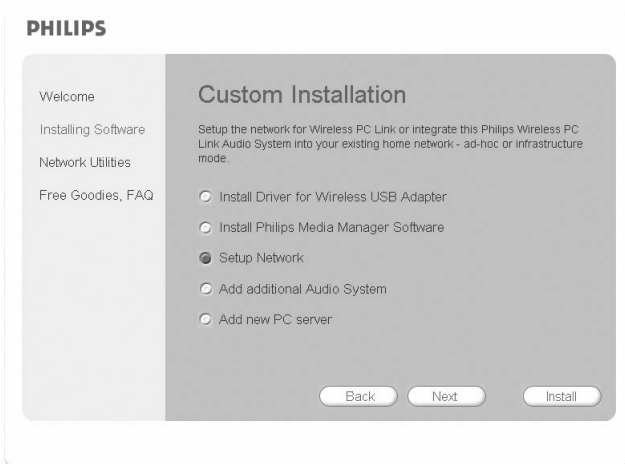 PHILIPS
Welcome
Installing Software
Network Utilities
Free Goodies, FAQ
Custom Installation
Setup the network for Wireless PC Link or integrate this Philips Wireless PC
Link Audio System into your existing home network - ad-hoc or infrastructure
mode.
Install Driver for Wireless USB Adapter
Install Philips Media Manager Software
Setup Network
Add additional Audio System
Add new PC server
Back
Next
Install